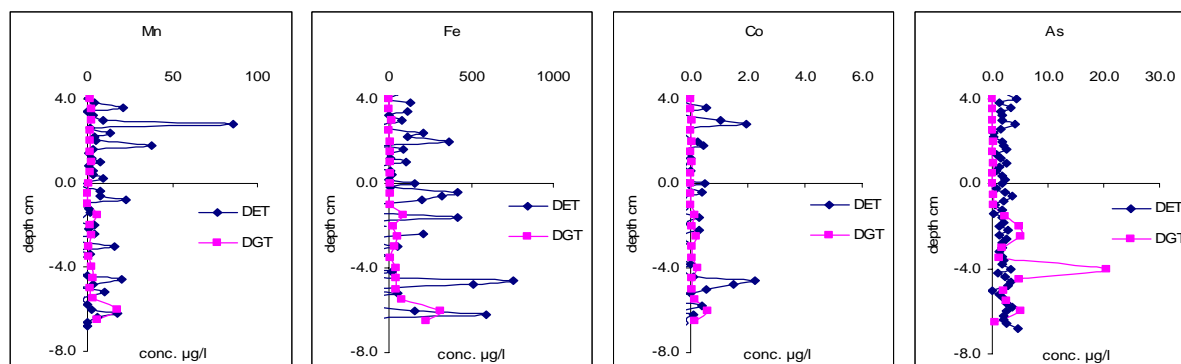 Mn
0 50 100
4.0
0.0
-4.0
-8.0
depth cm
DET
DGT
conc. µg/l
Fe
0 500 1000
4.0
0.0
-4.0
-8.0
depth cm
DET
DGT
conc. µg/l
Co
0.0 2.0 4.0 6.0
4.0
0.0
-4.0
-8.0
depth cm
DET
DGT
conc. µg/l
As
0.0 10.0 20.0 30.0
4.0
0.0
-4.0
-8.0
depth cm
DET
DGT
conc. µg/l